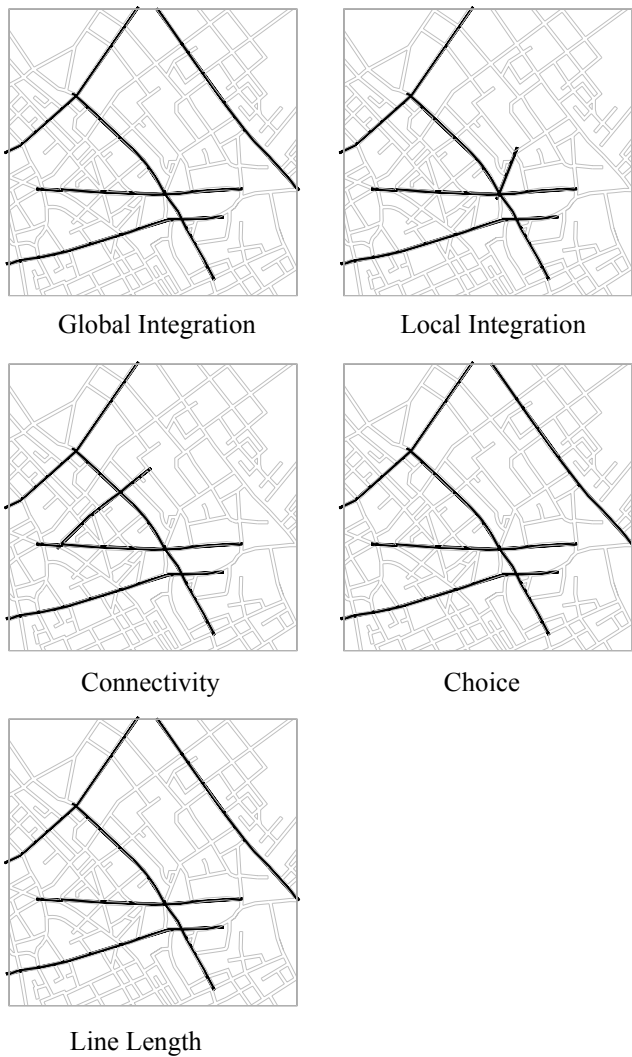 Global Integration
Local Integration
Connectivity
Choice
Line Length